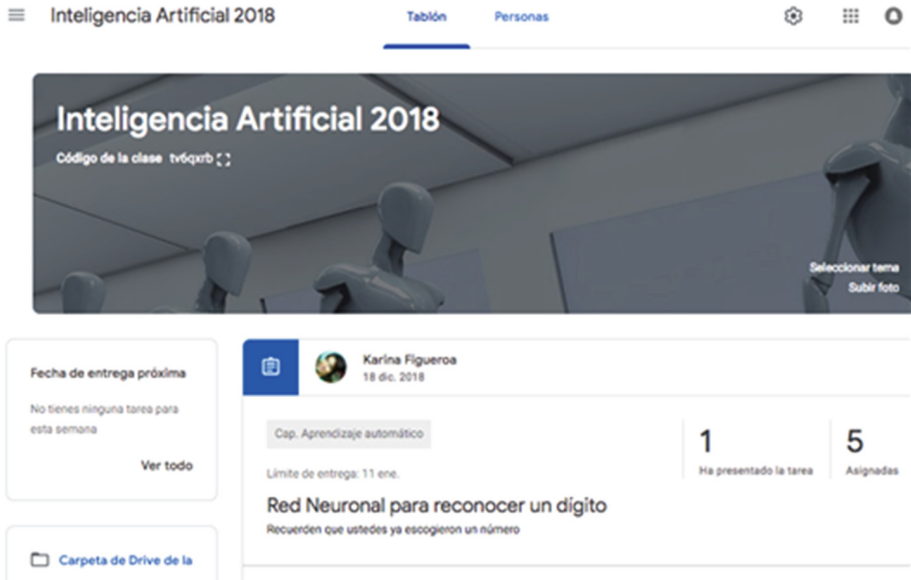 Inteligencia Artificial 2018
Tablón
Personas
Inteligencia Artificial 2018
Código de la clase tv6qxrb
Seleccionar tema
Subir foto
Fecha de entrega próxima
No tienes ninguna tarea para
esta semana
Ver todo
Carpeta de Drive de la
Karina Figueroa
18 dic. 2018
Cap. Aprendizaje automático
Límite de entrega: 11 ene.
Red Neuronal para reconocer un dígito
Recuerden que ustedes ya escogieron un número
1
Ha presentado la tarea
5
Asignadas